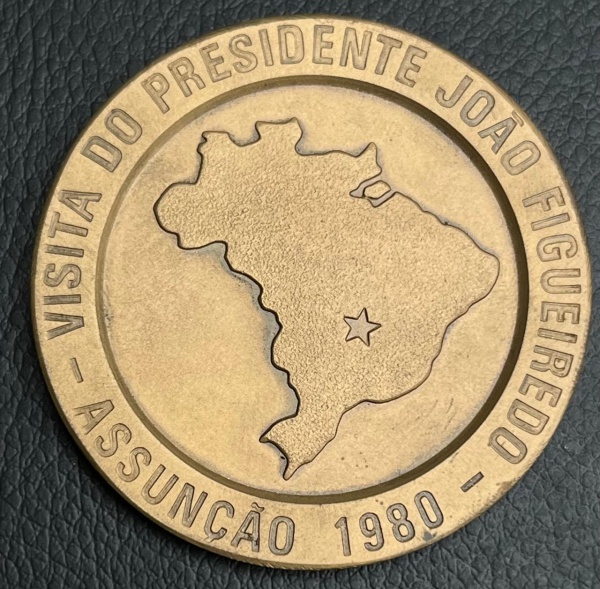 VISITA DO PRESIDENTE JOÃO FIGUEIREDO -
- ASSUNÇÃO 1980